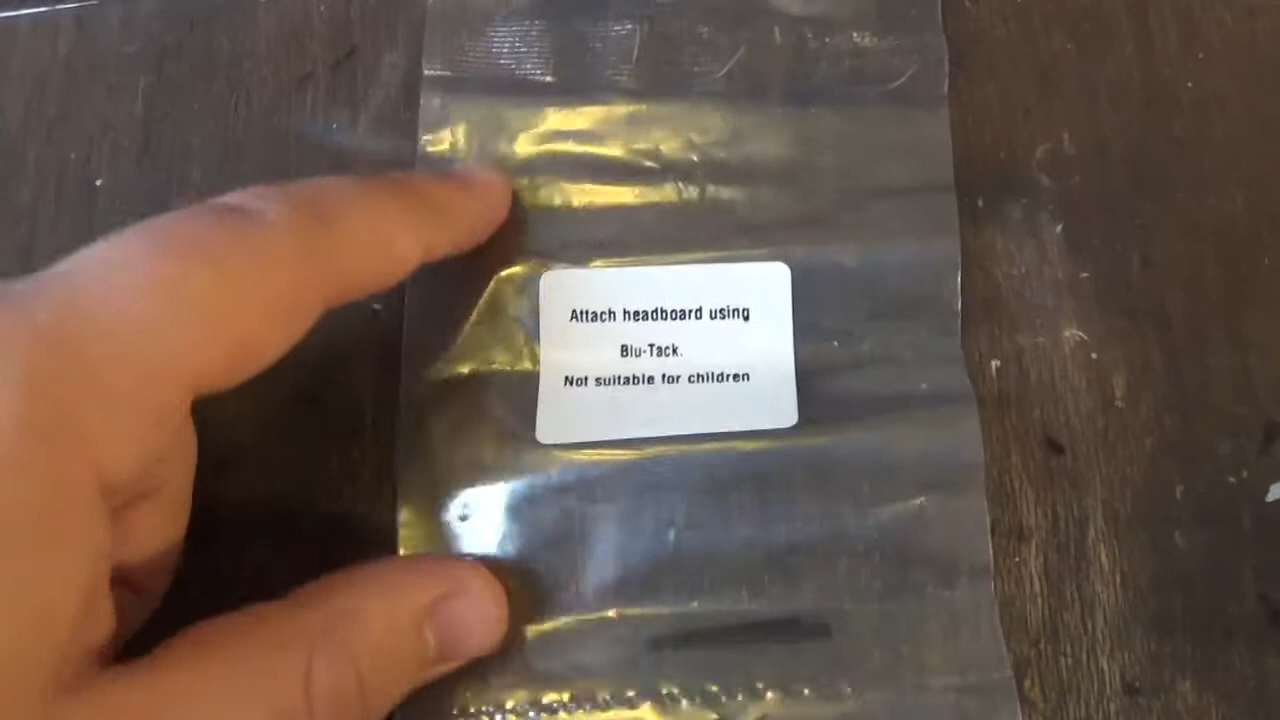 Attach headboard using
Blu-Tack.
Not suitable for children